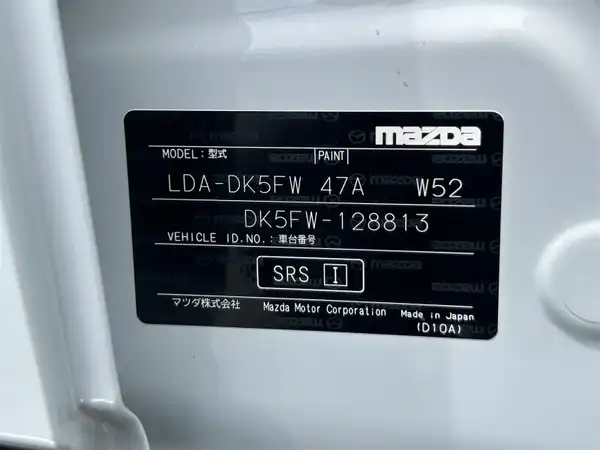 mazda
MODEL:型式 PAINT
LDA-DK5FW 47A W52
DK5FW-128813
VEHICLE ID.NO.:車台番号
SRS I
マツダ株式会社 Mazda Motor Corporation Made in Japan
(D10A)